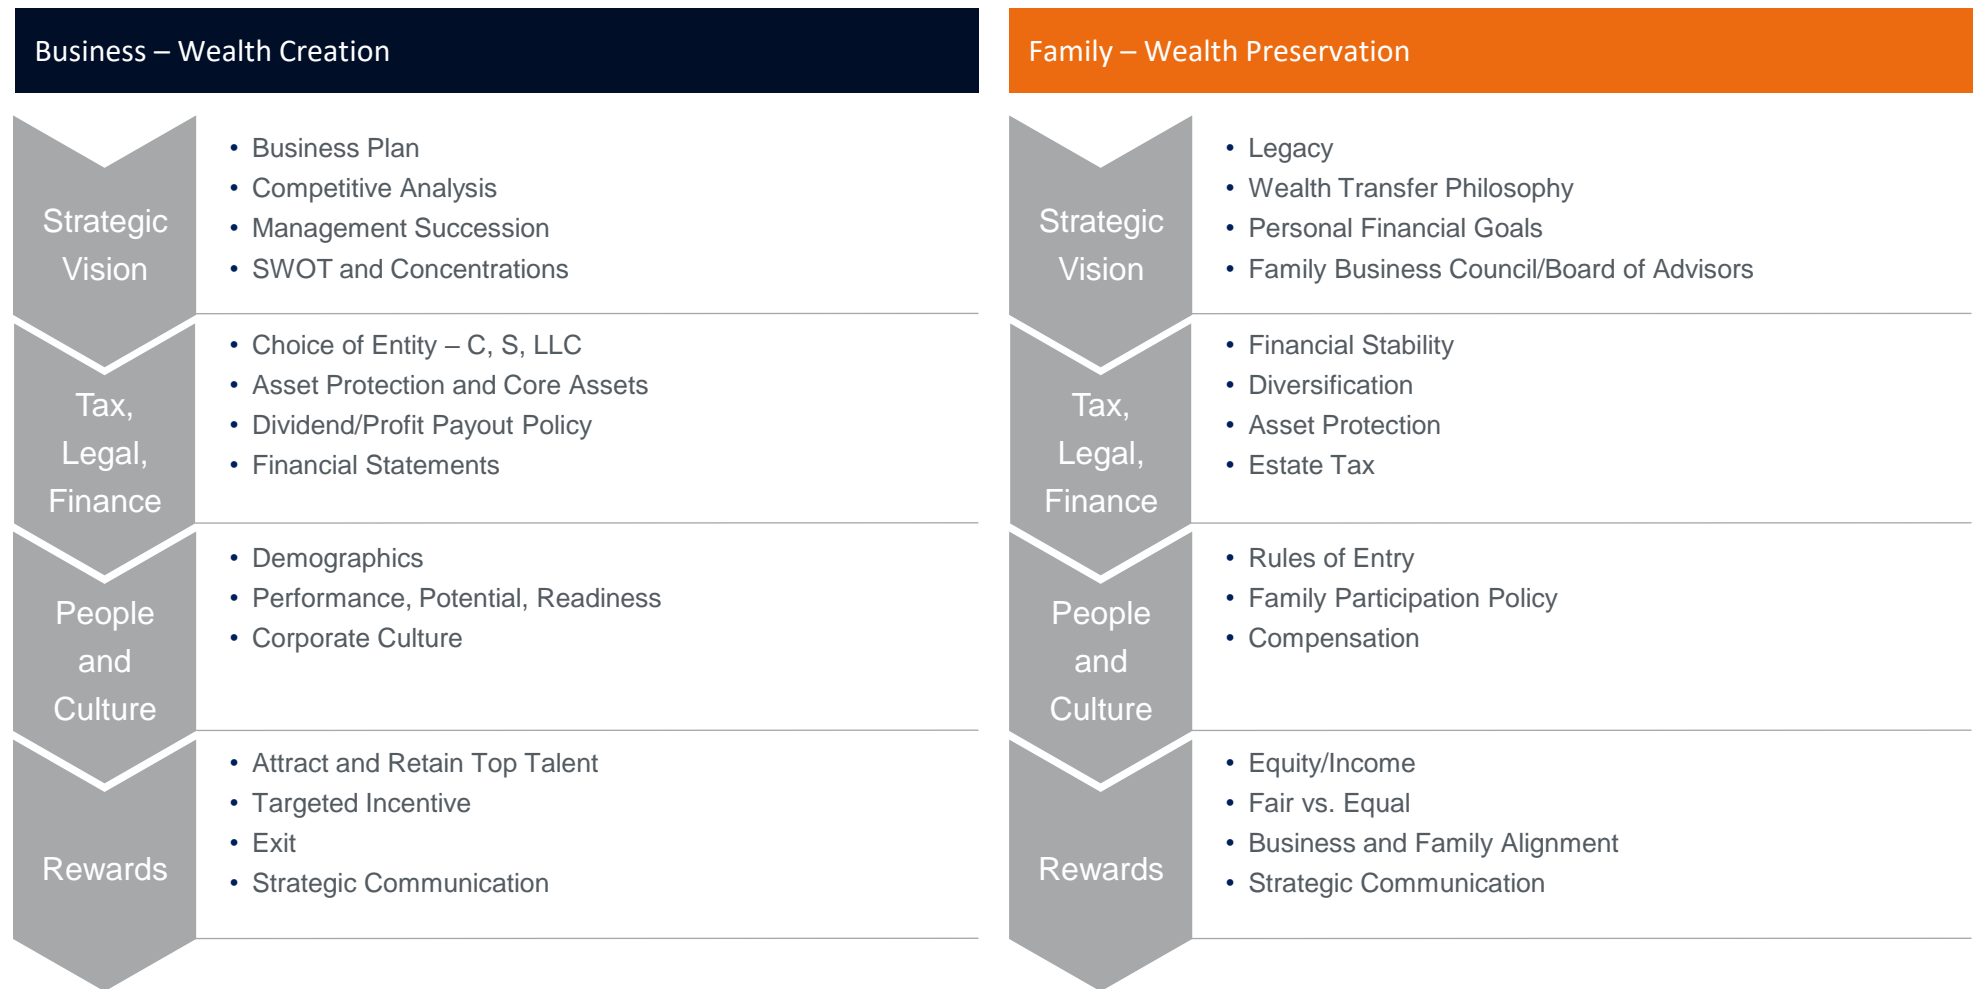 Business – Wealth Creation
Strategic
Vision
• Business Plan
• Competitive Analysis
• Management Succession
• SWOT and Concentrations
Tax,
Legal,
Finance
• Choice of Entity – C, S, LLC
• Asset Protection and Core Assets
• Dividend/Profit Payout Policy
• Financial Statements
People
and
Culture
• Demographics
• Performance, Potential, Readiness
• Corporate Culture
Rewards
• Attract and Retain Top Talent
• Targeted Incentive
• Exit
• Strategic Communication
Family – Wealth Preservation
Strategic
Vision
• Legacy
• Wealth Transfer Philosophy
• Personal Financial Goals
• Family Business Council/Board of Advisors
Tax,
Legal,
Finance
• Financial Stability
• Diversification
• Asset Protection
• Estate Tax
People
and
Culture
• Rules of Entry
• Family Participation Policy
• Compensation
Rewards
• Equity/Income
• Fair vs. Equal
• Business and Family Alignment
• Strategic Communication